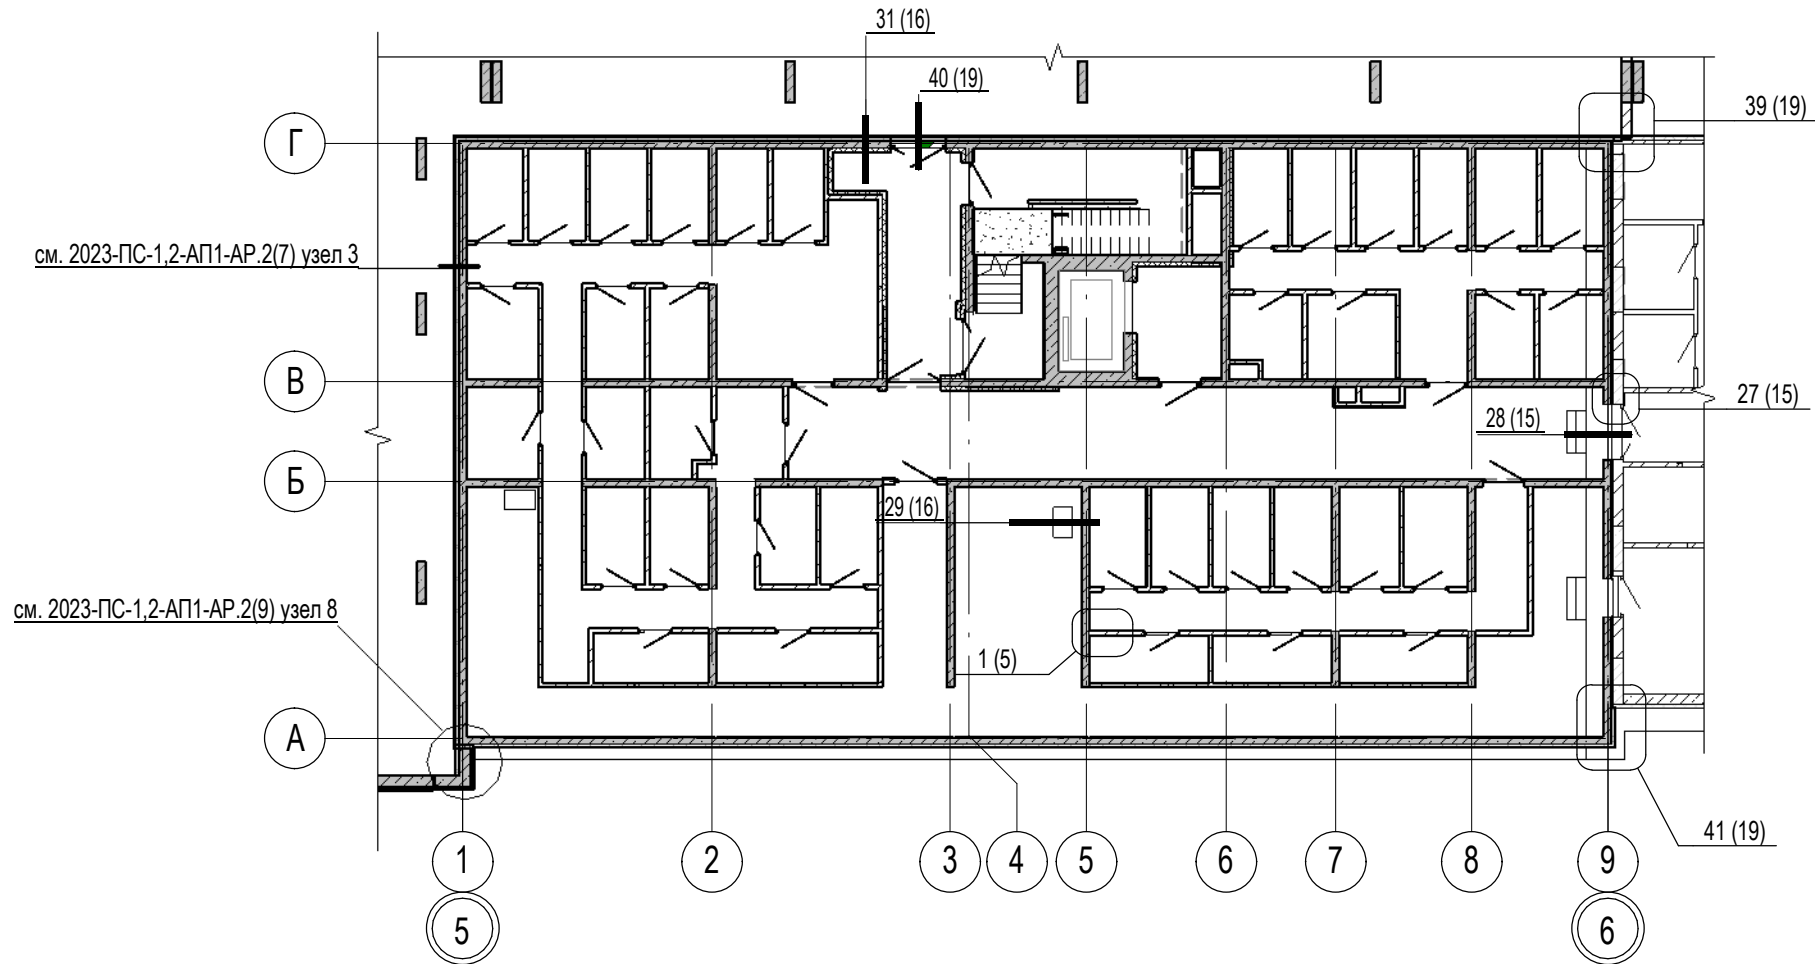 31 (16)
40 (19)
39 (19)
Г
см. 2023-ПС-1,2-АП1-АР.2(7) узел 3
В
27 (15)
28 (15)
Б
29 (16)
см. 2023-ПС-1,2-АП1-АР.2(9) узел 8
1 (5)
А
41 (19)
1 2 3 4 5 6 7 8 9
5 6